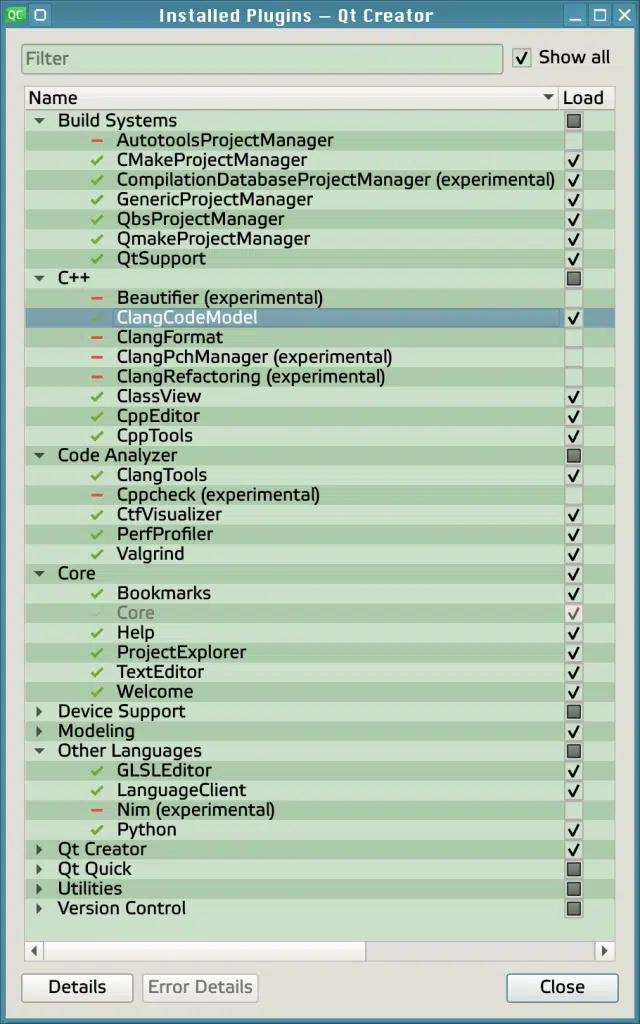 QC Installed Plugins – Qt Creator
Filter Show all
Name Load
Build Systems
AutotoolsProjectManager
CMakeProjectManager
CompilationDatabaseProjectManager (experimental)
GenericProjectManager
QbsProjectManager
QmakeProjectManager
QtSupport
C++
Beautifier (experimental)
ClangCodeModel
ClangFormat
ClangPchManager (experimental)
ClangRefactoring (experimental)
ClassView
CppEditor
CppTools
Code Analyzer
ClangTools
Cppcheck (experimental)
CtfVisualizer
PerfProfiler
Valgrind
Core
Bookmarks
Core
Help
ProjectExplorer
TextEditor
Welcome
Device Support
Modeling
Other Languages
GLSLEditor
LanguageClient
Nim (experimental)
Python
Qt Creator
Qt Quick
Utilities
Version Control
Details Error Details Close